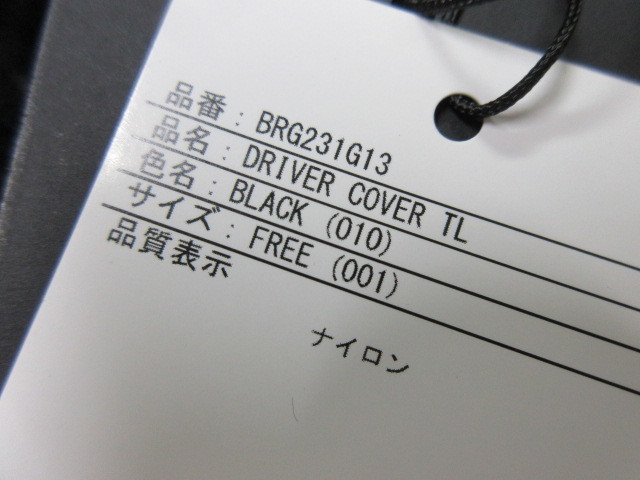 品番：BRG231G13
品名：DRIVER COVER TL
色名：BLACK (010)
サイズ：FREE (001)
品質表示
ナイロン